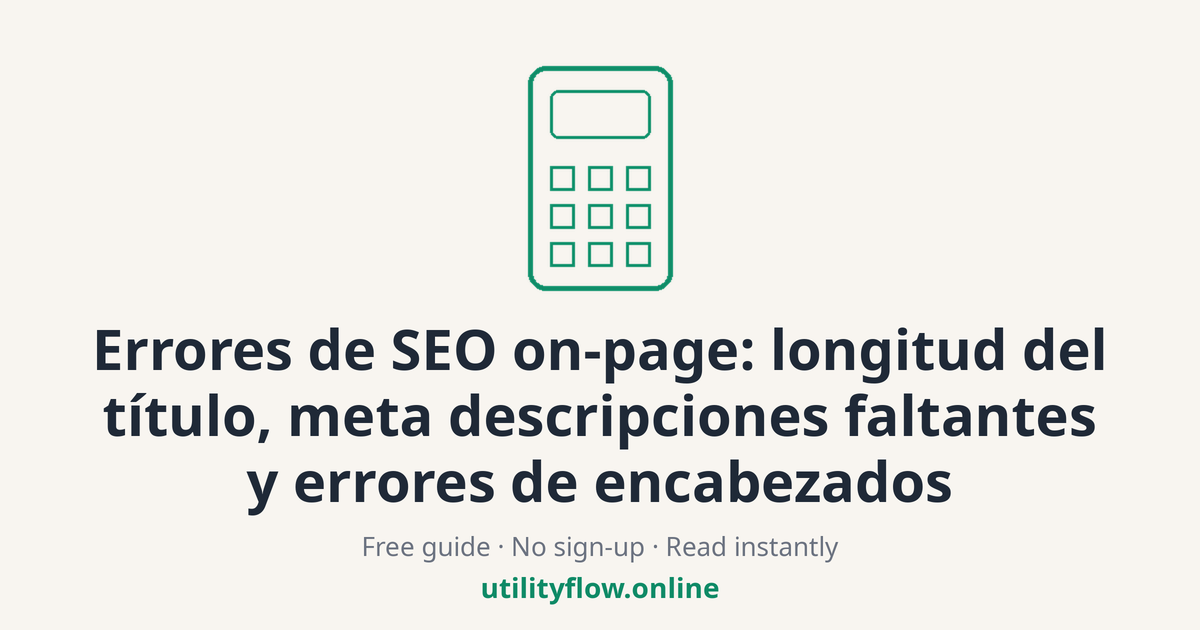 Errores de SEO on-page: longitud del
título, meta descripciones faltantes
y errores de encabezados
Free guide · No sign-up · Read instantly
utilityflow.online